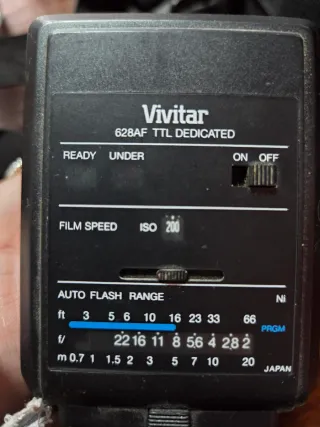 Vivitar
628AF TTL DEDICATED
READY UNDER ON OFF
FILM SPEED ISO 200
AUTO FLASH RANGE Ni
ft 3 5 6 10 16 23 33 66
PRGM
f/ 22 16 11 8 5.6 4 2.8 2
m 0.7 1 1.5 2 3 5 7 10 20
JAPAN